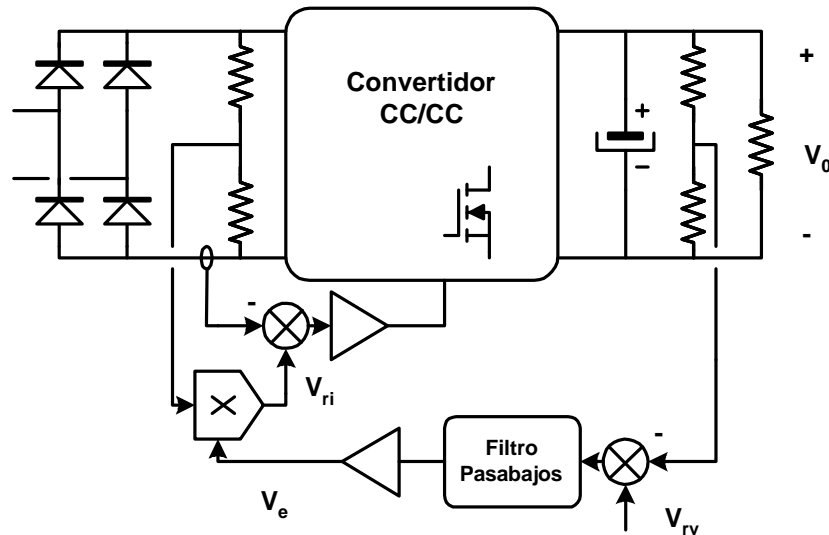 Convertidor
CC/CC
+
-
+
V0
-
-
Vri
X
Ve
Filtro
Pasabajos
-
Vrv